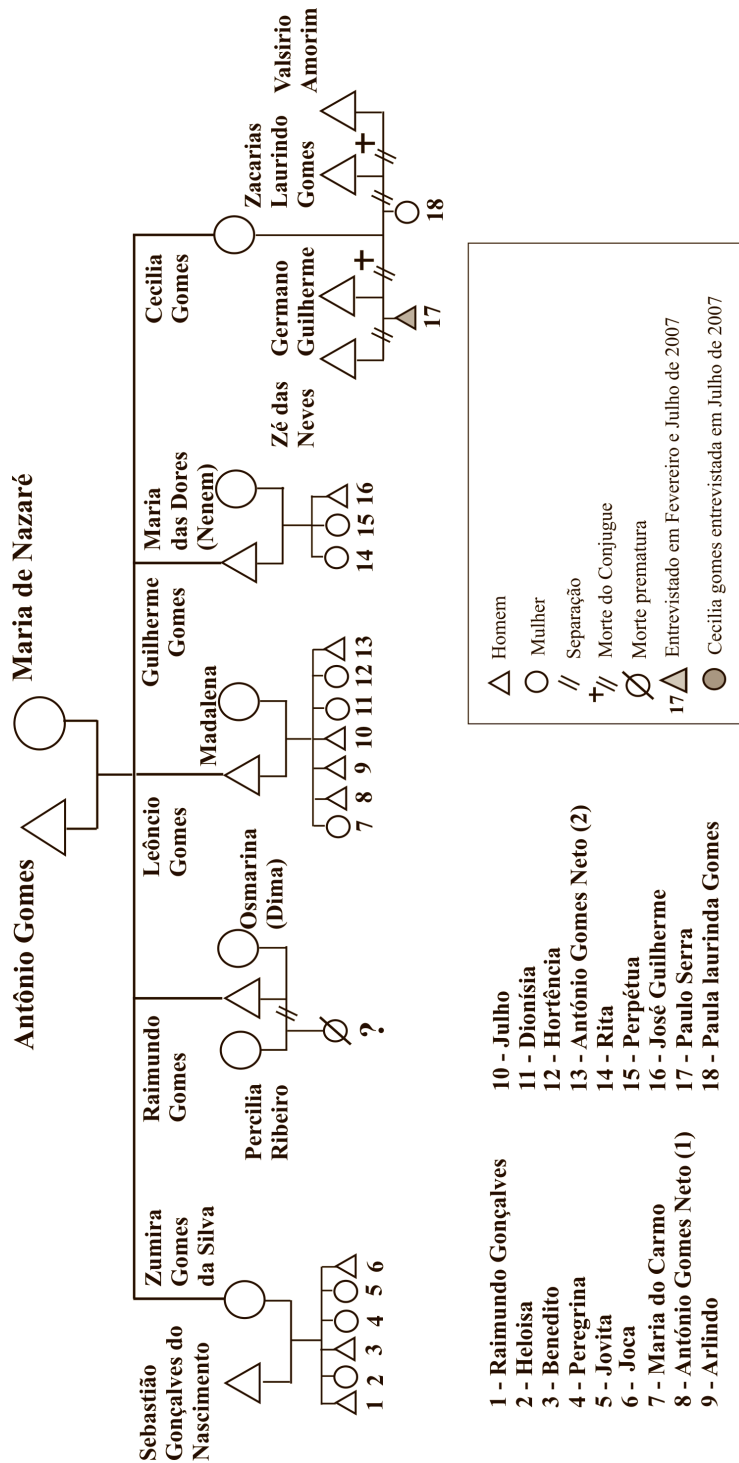 Antônio Gomes
Maria de Nazaré
Sebastião
Gonçalves do
Nascimento
Zumira
Gomes
da Silva
Raimundo
Gomes
Percilia
Ribeiro
Osmarina
(Dima)
Leôncio
Gomes
Madalena
Guilherme
Gomes
Maria
das Dores
(Nenem)
Cecilia
Gomes
Zé das
Neves
Germano
Guilherme
Zacarias
Laurindo
Gomes
Valsirio
Amorim
1 2 3 4 5 6
?
7 8 9 10 11 12 13
14 15 16
17
18
1 - Raimundo Gonçalves
2 - Heloisa
3 - Benedito
4 - Peregrina
5 - Jovita
6 - Joca
7 - Maria do Carmo
8 - António Gomes Neto (1)
9 - Arlindo
10 - Julho
11 - Dionísia
12 - Hortência
13 - António Gomes Neto (2)
14 - Rita
15 - Perpétua
16 - José Guilherme
17 - Paulo Serra
18 - Paula laurinda Gomes
Homem
Mulher
Separação
Morte do Conjugue
Morte prematura
17 Entrevistado em Fevereiro e Julho de 2007
Cecilia gomes entrevistada em Julho de 2007